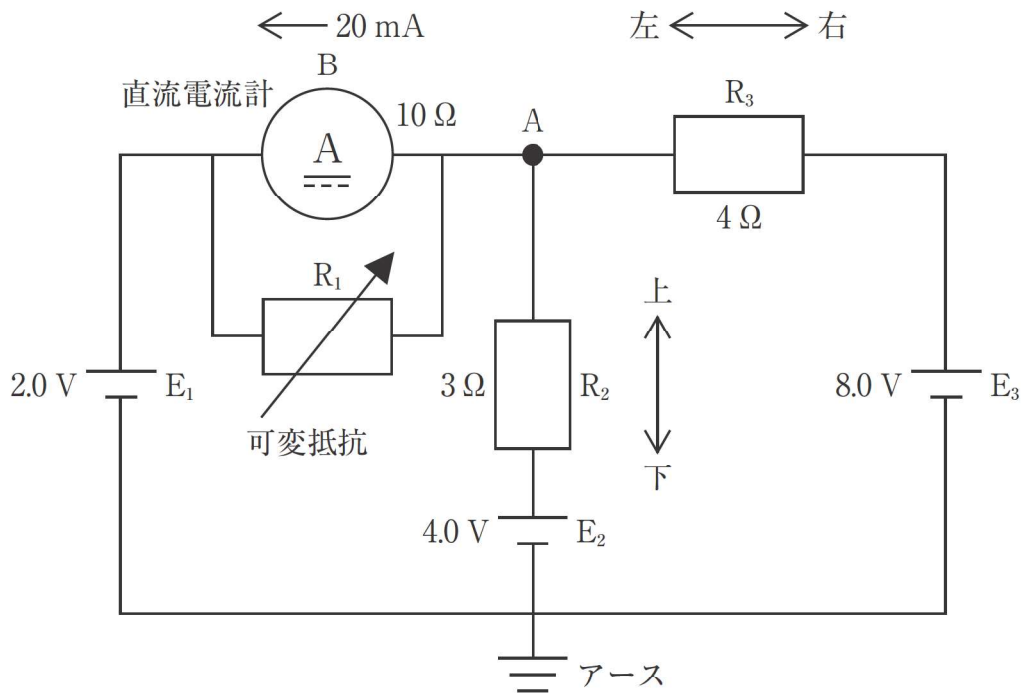 20 mA
左 右
B
直流電流計
10 Ω
R₃
A
A
4 Ω
R₁
上
2.0 V E₁
3 Ω R₂
8.0 V E₃
可変抵抗
下
4.0 V E₂
アース